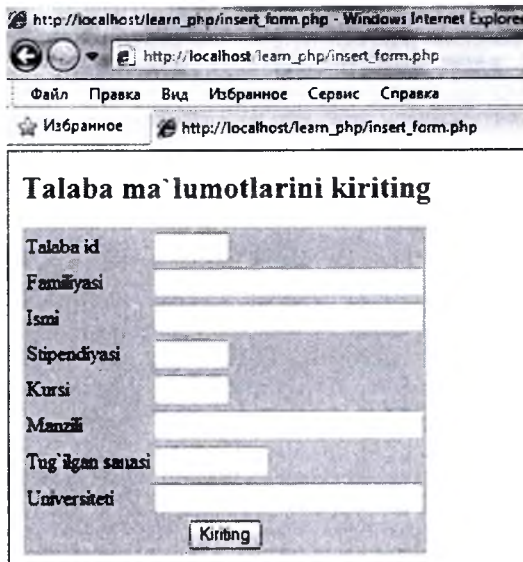 http://localhost/learn_php/insert_form.php - Windows Internet Explorer
http://localhost/learn_php/insert_form.php
Файл Правка Вид Избранное Сервис Справка
Избранное http://localhost/learn_php/insert_form.php
Talaba ma`lumotlarini kiriting
Talaba id
Familiyasi
Ismi
Stipendiyasi
Kursi
Manzili
Tug`ilgan sanasi
Universiteti
Kiriting